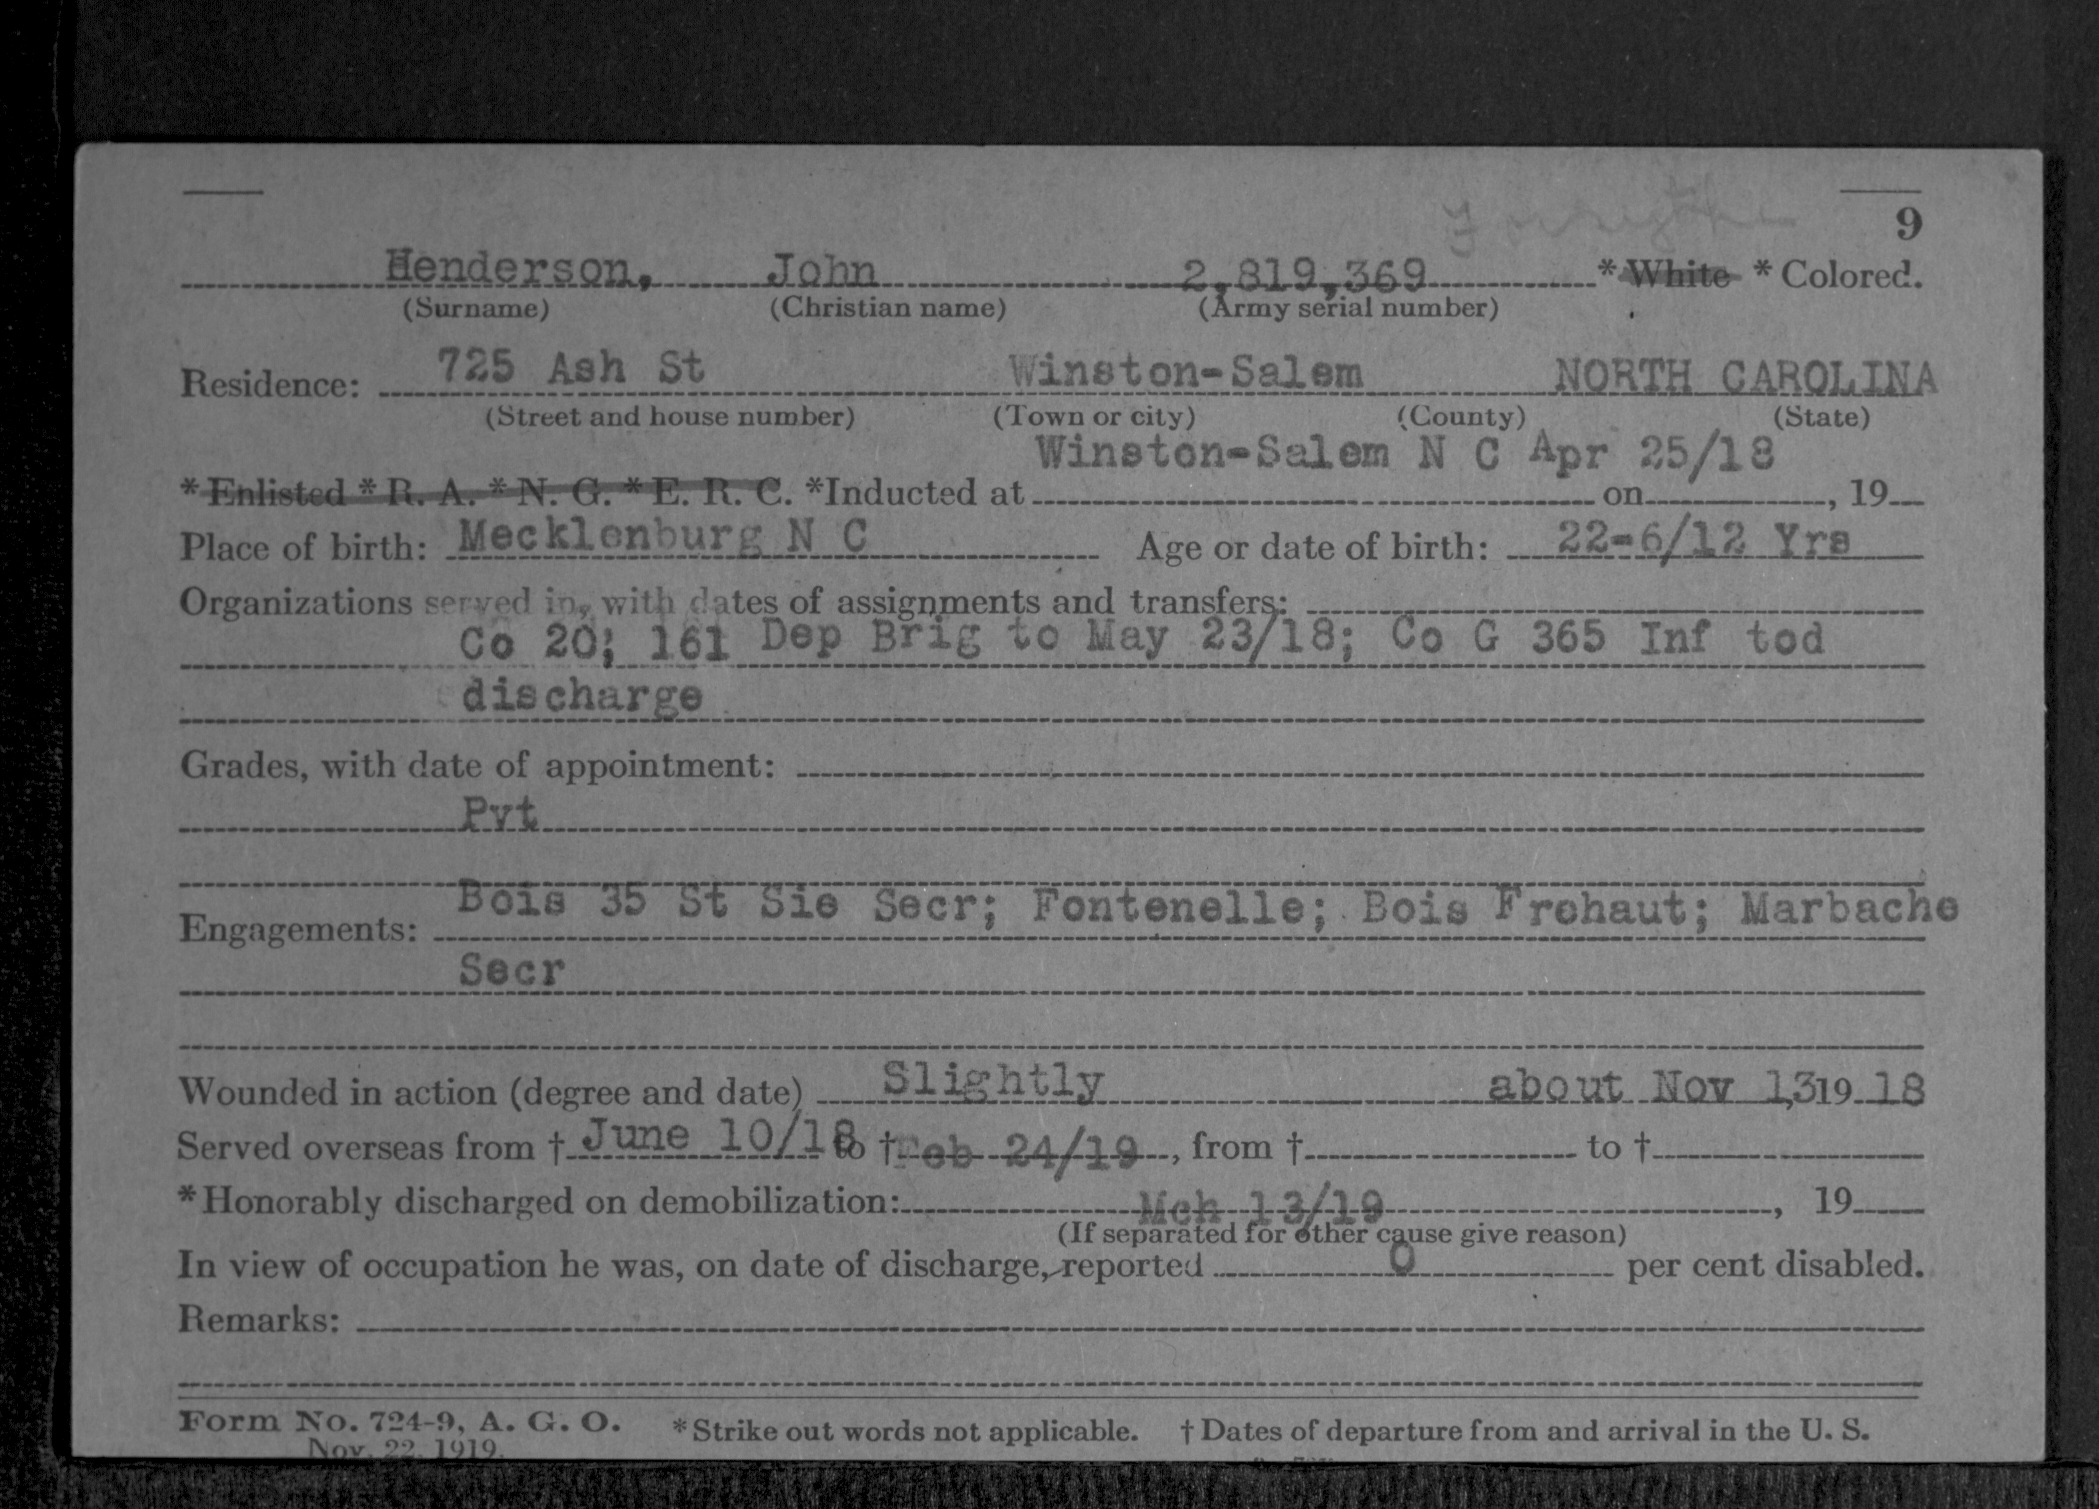 Forsythe
9
Henderson, John 2,819,369 * White * Colored.
(Surname) (Christian name) (Army serial number)
Residence: 725 Ash St Winston-Salem NORTH CAROLINA
(Street and house number) (Town or city) (County) (State)
Winston-Salem N C Apr 25/18
* Enlisted * R. A. * N. G. * E. R. C. *Inducted at on , 19
Place of birth: Mecklenburg N C Age or date of birth: 22-6/12 Yrs
Organizations served in, with dates of assignments and transfers:
Co 20; 161 Dep Brig to May 23/18; Co G 365 Inf tod
discharge
Grades, with date of appointment:
Pvt
Engagements: Bois 35 St Sie Secr; Fontenelle; Bois Frehaut; Marbache
Secr
Wounded in action (degree and date) Slightly about Nov 13, 19 18
Served overseas from † June 10/18 to † Feb 24/19, from † to †
* Honorably discharged on demobilization: Mch 13/19 , 19
(If separated for other cause give reason)
In view of occupation he was, on date of discharge, reported 0 per cent disabled.
Remarks:
Form No. 724-9, A. G. O. * Strike out words not applicable. † Dates of departure from and arrival in the U. S.
Nov. 22, 1919.